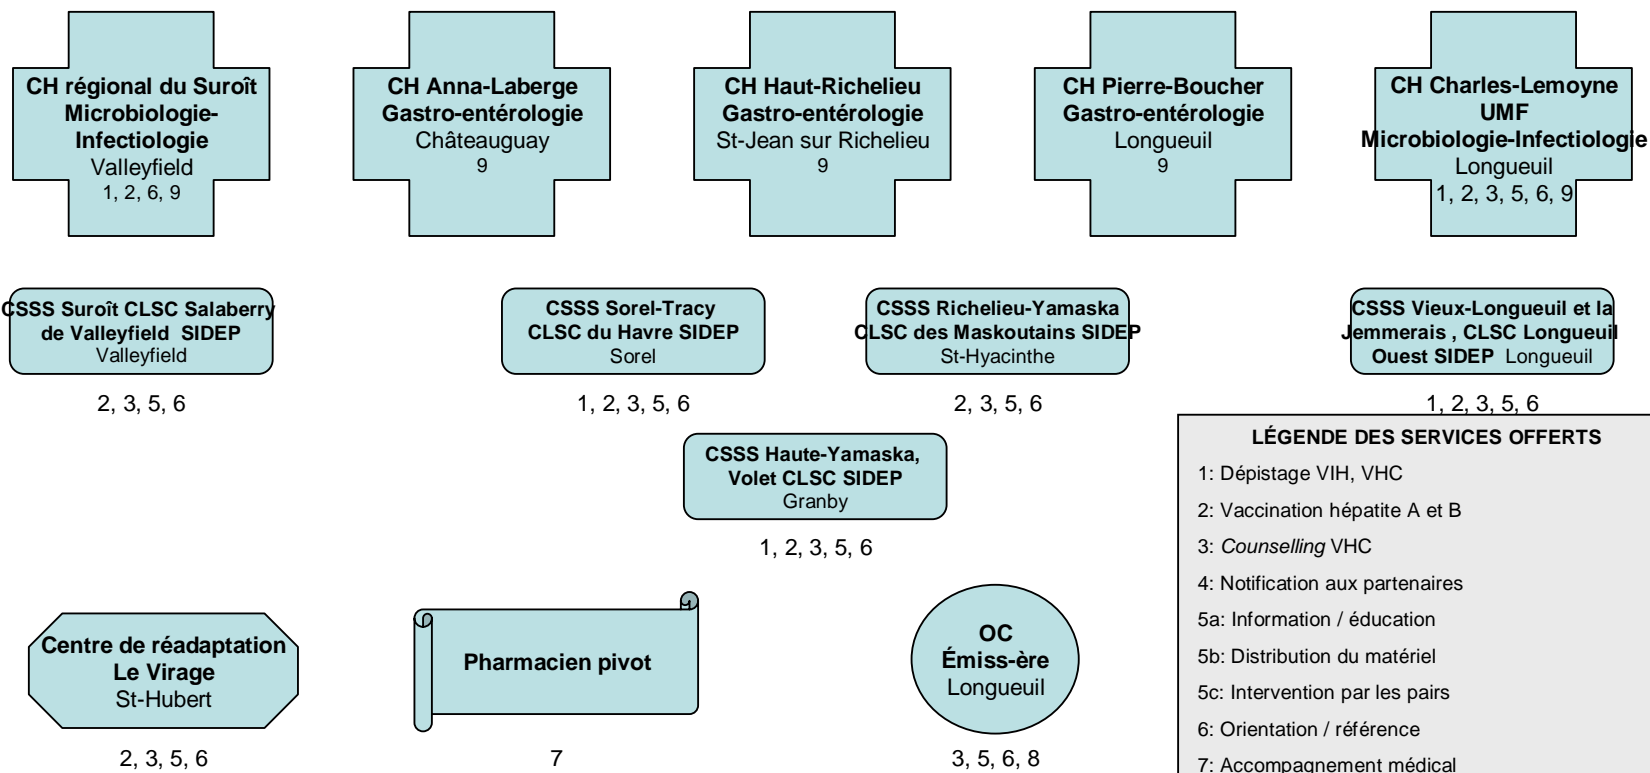 CH régional du Suroît
Microbiologie-
Infectiologie
Valleyfield
1, 2, 6, 9
CH Anna-Laberge
Gastro-entérologie
Châteauguay
9
CH Haut-Richelieu
Gastro-entérologie
St-Jean sur Richelieu
9
CH Pierre-Boucher
Gastro-entérologie
Longueuil
9
CH Charles-Lemoyne
UMF
Microbiologie-Infectiologie
Longueuil
1, 2, 3, 5, 6, 9
CSSS Suroît CLSC Salaberry
de Valleyfield SIDEP
Valleyfield
2, 3, 5, 6
CSSS Sorel-Tracy
CLSC du Havre SIDEP
Sorel
1, 2, 3, 5, 6
CSSS Richelieu-Yamaska
CLSC des Maskoutains SIDEP
St-Hyacinthe
2, 3, 5, 6
CSSS Vieux-Longueuil et la
Jemmerais , CLSC Longueuil
Ouest SIDEP Longueuil
1, 2, 3, 5, 6
CSSS Haute-Yamaska,
Volet CLSC SIDEP
Granby
1, 2, 3, 5, 6
Centre de réadaptation
Le Virage
St-Hubert
2, 3, 5, 6
Pharmacien pivot
7
OC
Émiss-ère
Longueuil
3, 5, 6, 8
LÉGENDE DES SERVICES OFFERTS
1: Dépistage VIH, VHC
2: Vaccination hépatite A et B
3: Counselling VHC
4: Notification aux partenaires
5a: Information / éducation
5b: Distribution du matériel
5c: Intervention par les pairs
6: Orientation / référence
7: Accompagnement médical